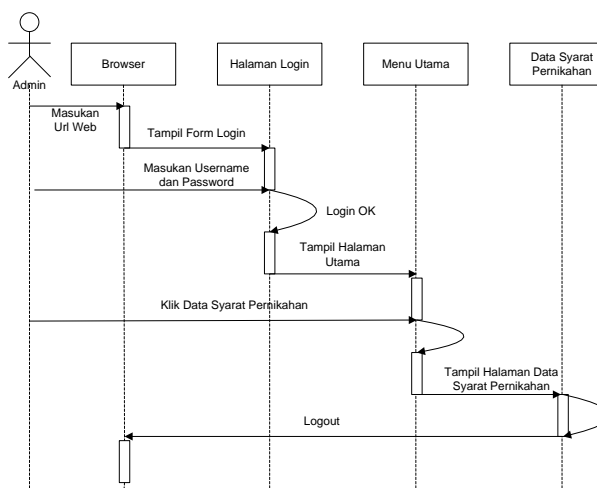 Browser
Halaman Login
Menu Utama
Data Syarat
Pernikahan
Admin
Masukan
Url Web
Tampil Form Login
Masukan Username
dan Password
Login OK
Tampil Halaman
Utama
Klik Data Syarat Pernikahan
Tampil Halaman Data
Syarat Pernikahan
Logout